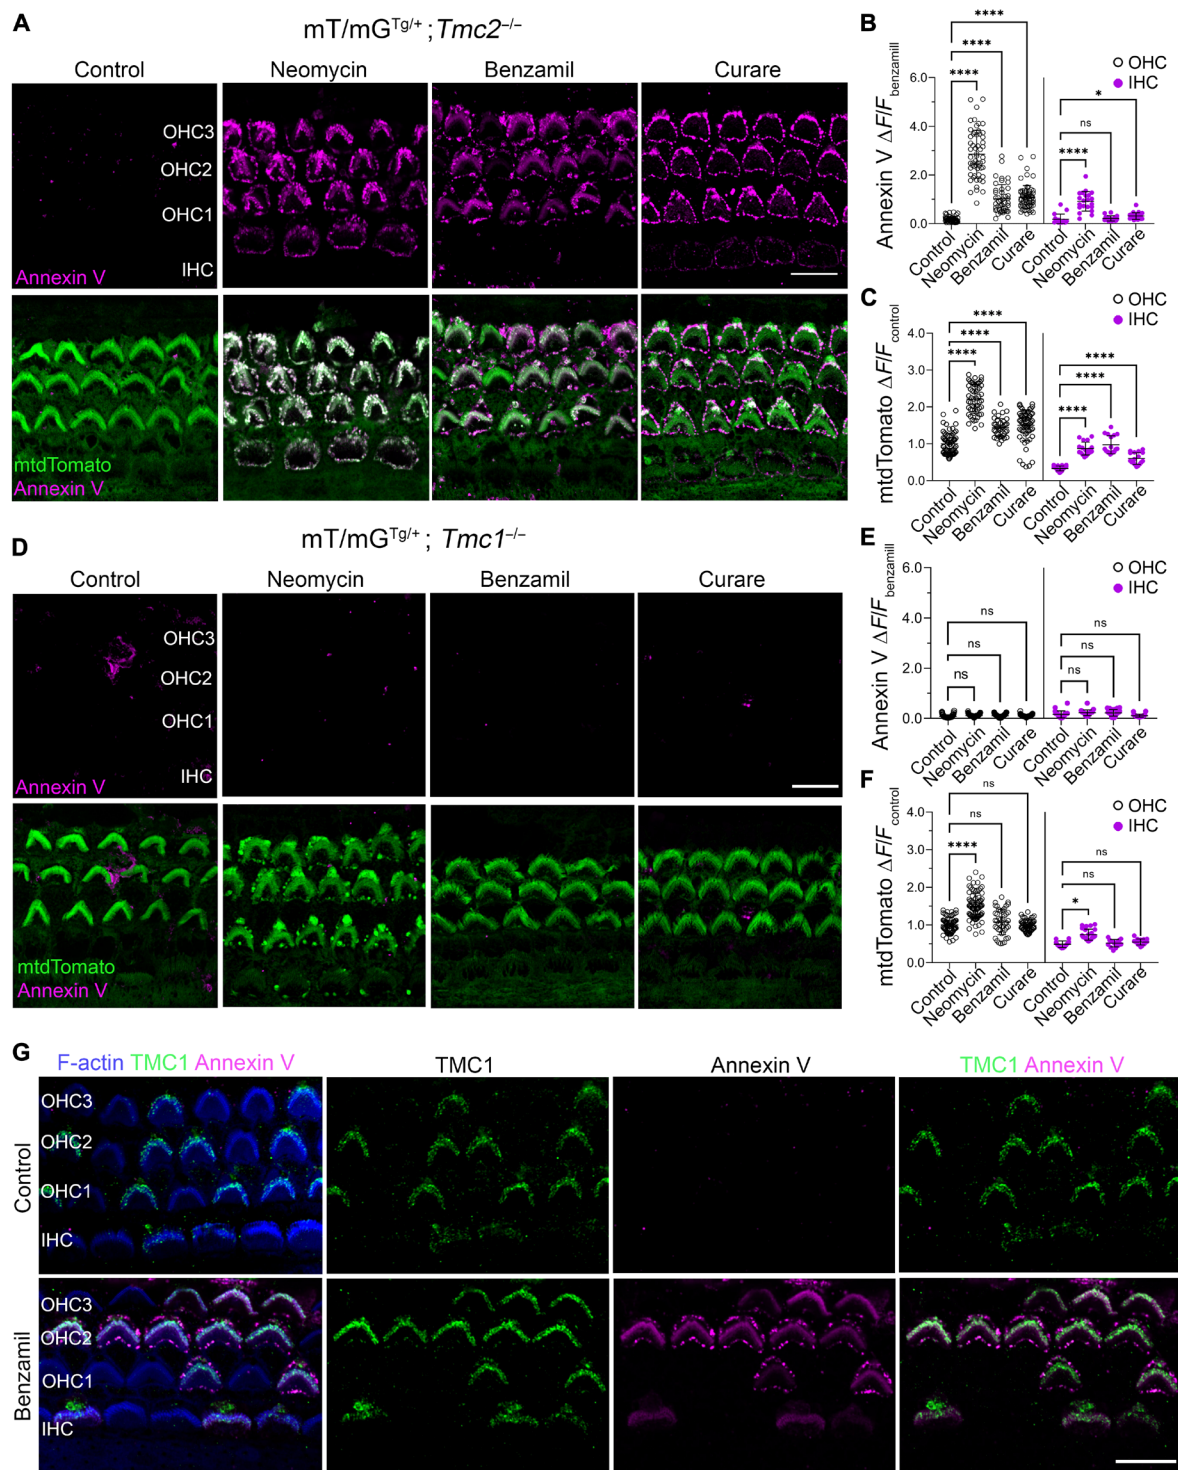 A
mT/mG^Tg/+ ; Tmc2^−/−
Control
Neomycin
Benzamil
Curare
OHC3
OHC2
OHC1
IHC
Annexin V
mtdTomato
Annexin V
B
Annexin V ΔF/F_benzamill
6.0
4.0
2.0
0.0
****
****
****
*
ns
****
OHC
IHC
Control
Neomycin
Benzamil
Curare
Control
Neomycin
Benzamil
Curare
C
mtdTomato ΔF/F_control
4.0
3.0
2.0
1.0
0.0
****
****
****
****
****
****
OHC
IHC
Control
Neomycin
Benzamil
Curare
Control
Neomycin
Benzamil
Curare
D
mT/mG^Tg/+ ; Tmc1^−/−
Control
Neomycin
Benzamil
Curare
OHC3
OHC2
OHC1
IHC
Annexin V
mtdTomato
Annexin V
E
Annexin V ΔF/F_benzamill
6.0
4.0
2.0
0.0
ns
ns
ns
ns
ns
ns
OHC
IHC
Control
Neomycin
Benzamil
Curare
Control
Neomycin
Benzamil
Curare
F
mtdTomato ΔF/F_control
4.0
3.0
2.0
1.0
0.0
ns
ns
****
ns
ns
*
OHC
IHC
Control
Neomycin
Benzamil
Curare
Control
Neomycin
Benzamil
Curare
G
F-actin TMC1 Annexin V
TMC1
Annexin V
TMC1 Annexin V
Control
OHC3
OHC2
OHC1
IHC
Benzamil
OHC3
OHC2
OHC1
IHC